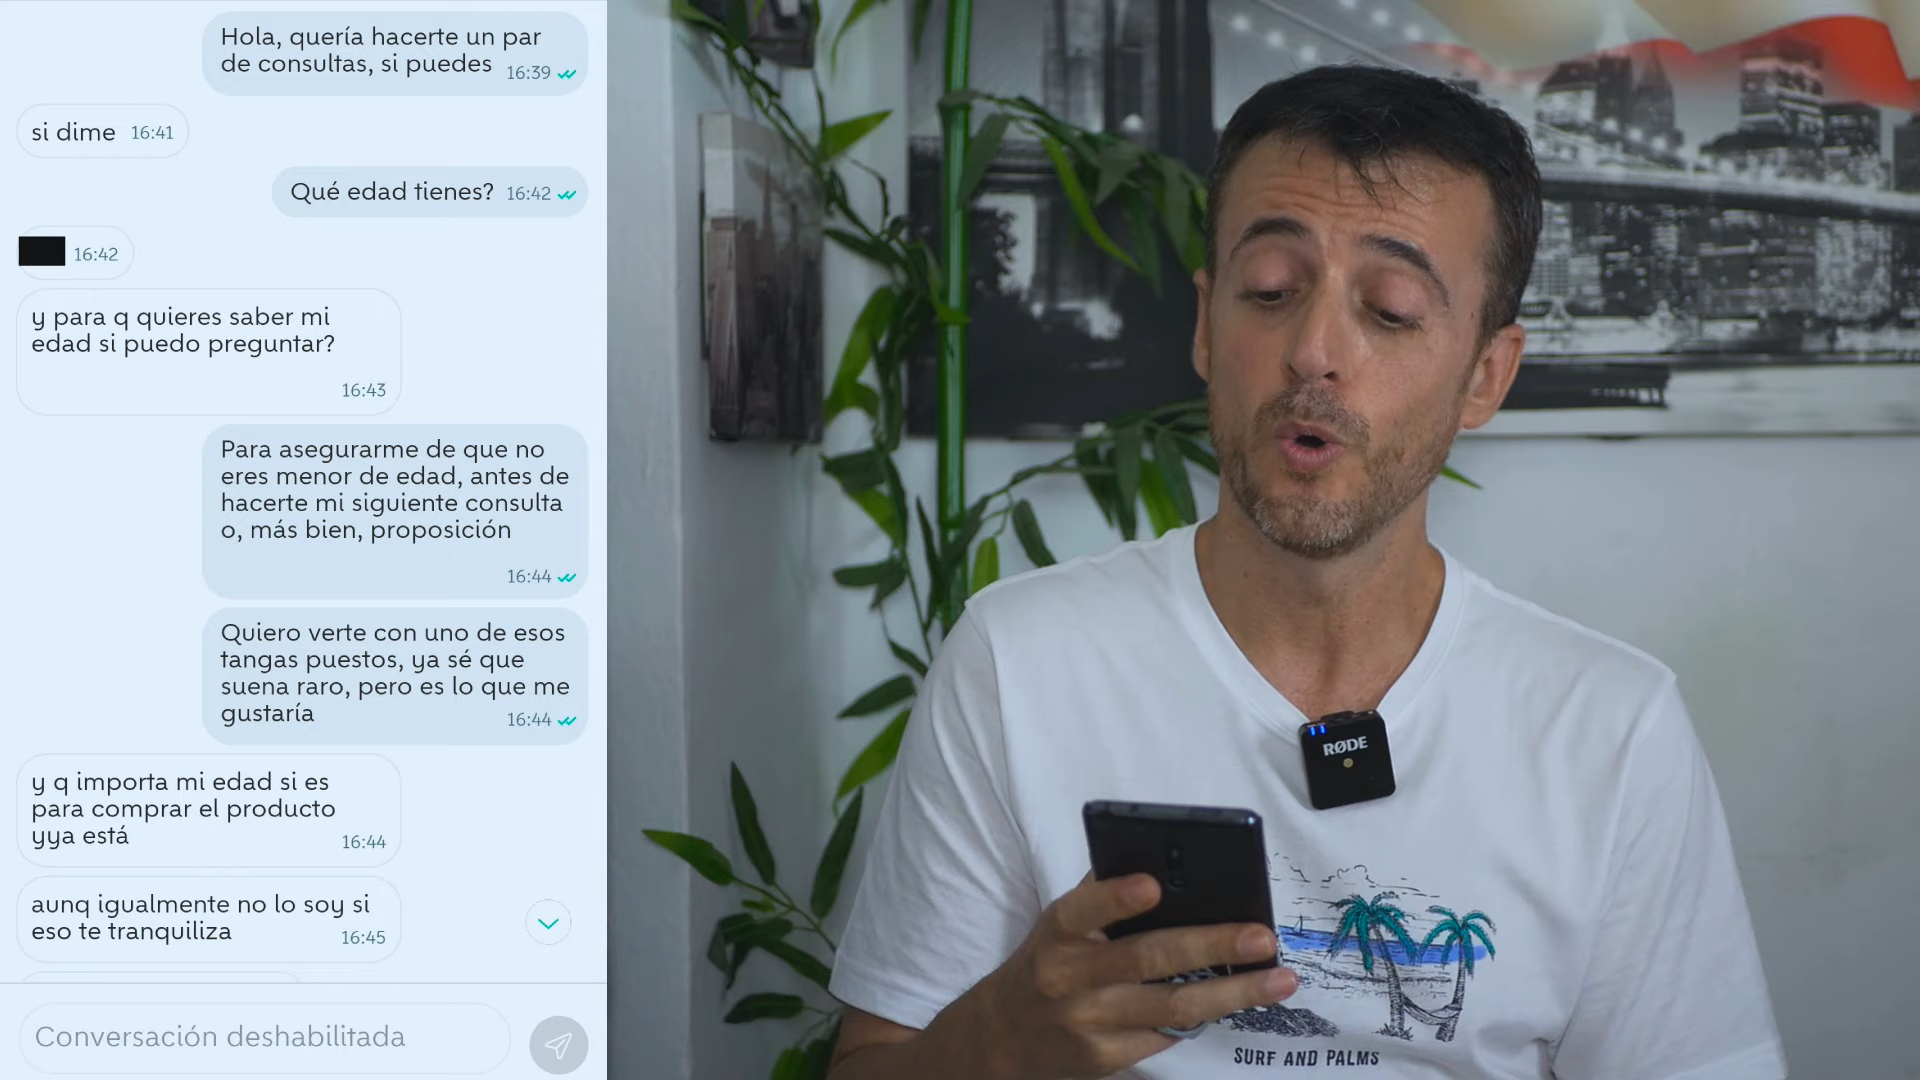 Hola, quería hacerte un par
de consultas, si puedes 16:39
si dime 16:41
Qué edad tienes? 16:42
16:42
y para q quieres saber mi
edad si puedo preguntar?
16:43
Para asegurarme de que no
eres menor de edad, antes de
hacerte mi siguiente consulta
o, más bien, proposición
16:44
Quiero verte con uno de esos
tangas puestos, ya sé que
suena raro, pero es lo que me
gustaría 16:44
y q importa mi edad si es
para comprar el producto
yya está 16:44
aunq igualmente no lo soy si
eso te tranquiliza 16:45
Conversación deshabilitada
RØDE
SURF AND PALMS